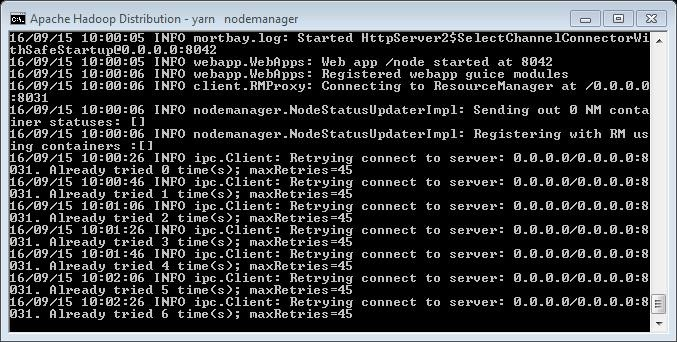 Apache Hadoop Distribution - yarn nodemanager
16/09/15 10:00:05 INFO mortbay.log: Started HttpServer2$SelectChannelConnectorWi
thSafeStartup@0.0.0.0:8042
16/09/15 10:00:05 INFO webapp.WebApps: Web app /node started at 8042
16/09/15 10:00:06 INFO webapp.WebApps: Registered webapp guice modules
16/09/15 10:00:06 INFO client.RMProxy: Connecting to ResourceManager at /0.0.0.0
:8031
16/09/15 10:00:06 INFO nodemanager.NodeStatusUpdaterImpl: Sending out 0 NM conta
iner statuses: []
16/09/15 10:00:06 INFO nodemanager.NodeStatusUpdaterImpl: Registering with RM us
ing containers :[]
16/09/15 10:00:26 INFO ipc.Client: Retrying connect to server: 0.0.0.0/0.0.0.0:8
031. Already tried 0 time(s); maxRetries=45
16/09/15 10:00:46 INFO ipc.Client: Retrying connect to server: 0.0.0.0/0.0.0.0:8
031. Already tried 1 time(s); maxRetries=45
16/09/15 10:01:06 INFO ipc.Client: Retrying connect to server: 0.0.0.0/0.0.0.0:8
031. Already tried 2 time(s); maxRetries=45
16/09/15 10:01:26 INFO ipc.Client: Retrying connect to server: 0.0.0.0/0.0.0.0:8
031. Already tried 3 time(s); maxRetries=45
16/09/15 10:01:46 INFO ipc.Client: Retrying connect to server: 0.0.0.0/0.0.0.0:8
031. Already tried 4 time(s); maxRetries=45
16/09/15 10:02:06 INFO ipc.Client: Retrying connect to server: 0.0.0.0/0.0.0.0:8
031. Already tried 5 time(s); maxRetries=45
16/09/15 10:02:26 INFO ipc.Client: Retrying connect to server: 0.0.0.0/0.0.0.0:8
031. Already tried 6 time(s); maxRetries=45